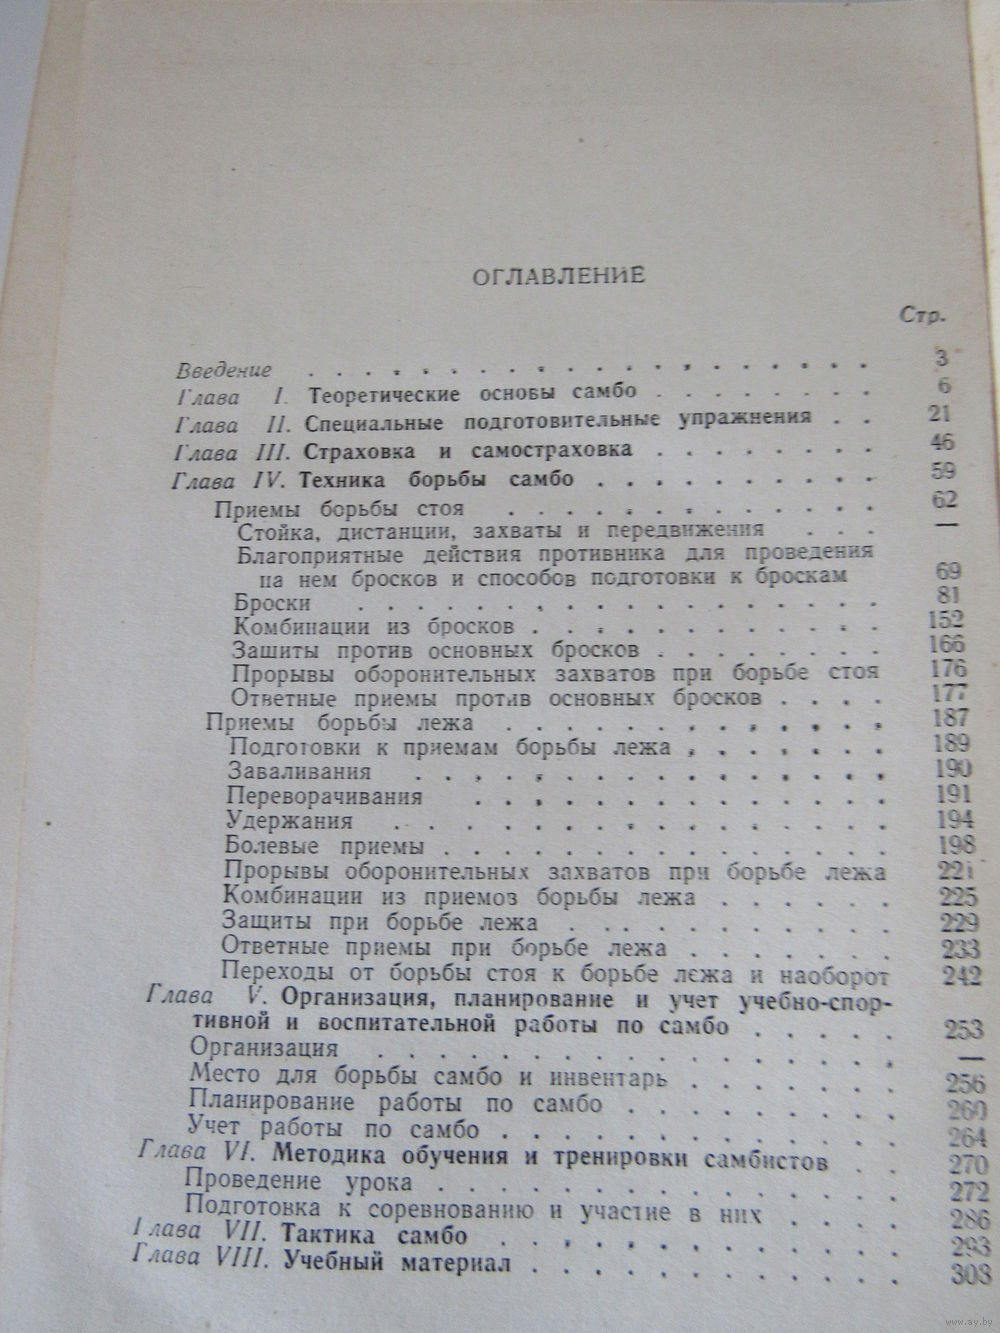 ОГЛАВЛЕНИЕ
Стр.
Введение . . . . . . . . . . . . . . . . . . . 3
Глава I. Теоретические основы самбо . . . . . . . . 6
Глава II. Специальные подготовительные упражнения . . 21
Глава III. Страховка и самостраховка . . . . . . . . 46
Глава IV. Техника борьбы самбо . . . . . . . . . . 59
Приемы борьбы стоя . . . . . . . . . . . . . 62
Стойка, дистанции, захваты и передвижения . . . —
Благоприятные действия противника для проведения
на нем бросков и способов подготовки к броскам 69
Броски . . . . . . . . . . . . . . . . . . 81
Комбинации из бросков . . . . . . . . . . . . 152
Защиты против основных бросков . . . . . . . . 166
Прорывы оборонительных захватов при борьбе стоя 176
Ответные приемы против основных бросков . . . . 177
Приемы борьбы лежа . . . . . . . . . . . . . 187
Подготовки к приемам борьбы лежа . . . . . . . 189
Заваливания . . . . . . . . . . . . . . . . 190
Переворачивания . . . . . . . . . . . . . . 191
Удержания . . . . . . . . . . . . . . . . . 194
Болевые приемы . . . . . . . . . . . . . . . 198
Прорывы оборонительных захватов при борьбе лежа 221
Комбинации из приемов борьбы лежа . . . . . . 225
Защиты при борьбе лежа . . . . . . . . . . . 229
Ответные приемы при борьбе лежа . . . . . . . 233
Переходы от борьбы стоя к борьбе лежа и наоборот 242
Глава V. Организация, планирование и учет учебно-спор-
тивной и воспитательной работы по самбо . . . . . 253
Организация . . . . . . . . . . . . . . . . . —
Место для борьбы самбо и инвентарь . . . . . . . 256
Планирование работы по самбо . . . . . . . . . 260
Учет работы по самбо . . . . . . . . . . . . . 264
Глава VI. Методика обучения и тренировки самбистов . . 270
Проведение урока . . . . . . . . . . . . . . . 272
Подготовка к соревнованию и участие в них . . . . 286
Глава VII. Тактика самбо . . . . . . . . . . . . . 293
Глава VIII. Учебный материал . . . . . . . . . . . . 303
www.ay.by